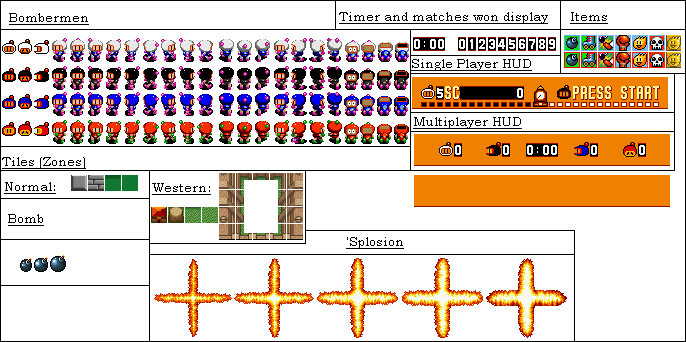 Bombermen
Timer and matches won display
Items
0:00 0123456789
Single Player HUD
5SC 0 PRESS START
Multiplayer HUD
0 0 0:00 0 0
Tiles (Zones)
Normal:
Western:
Bomb
'Splosion